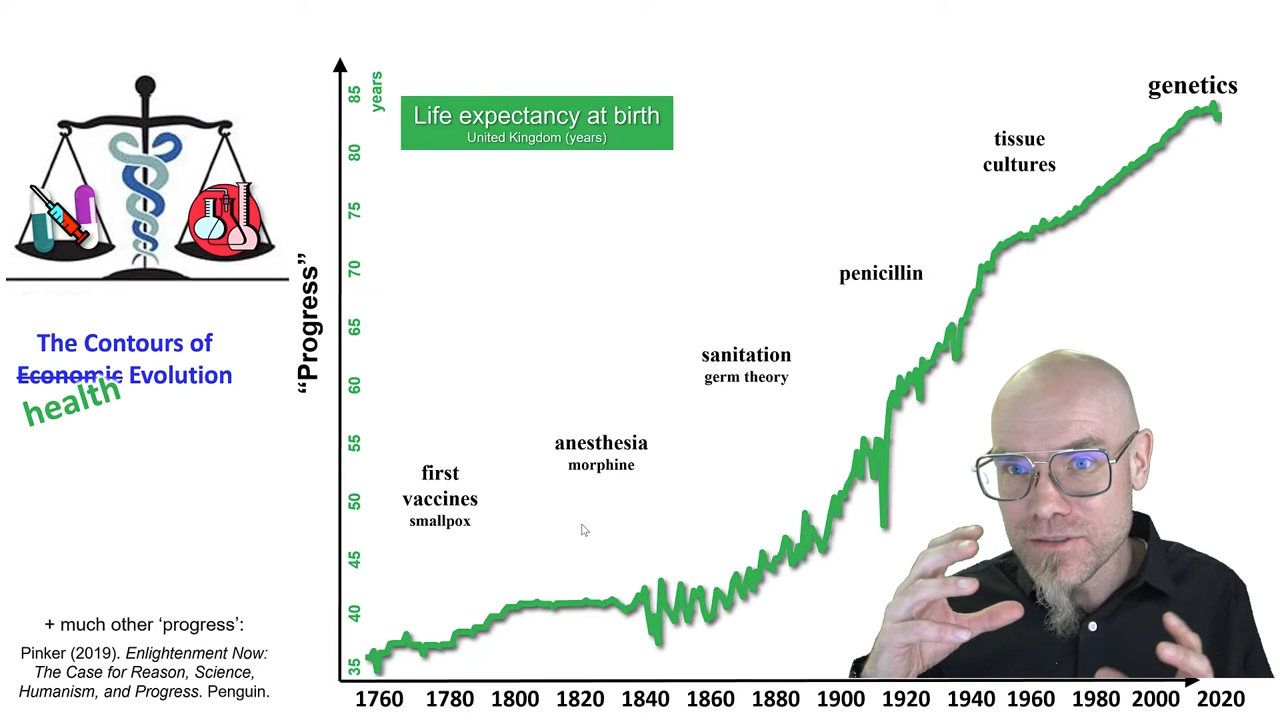 85
80
75
70
65
60
55
50
45
40
35
years
"Progress"
Life expectancy at birth
United Kingdom (years)
genetics
tissue
cultures
penicillin
sanitation
germ theory
anesthesia
morphine
first
vaccines
smallpox
The Contours of
Economic Evolution
health
+ much other ‘progress’:
Pinker (2019). Enlightenment Now:
The Case for Reason, Science,
Humanism, and Progress. Penguin.
1760 1780 1800 1820 1840 1860 1880 1900 1920 1940 1960 1980 2000 2020